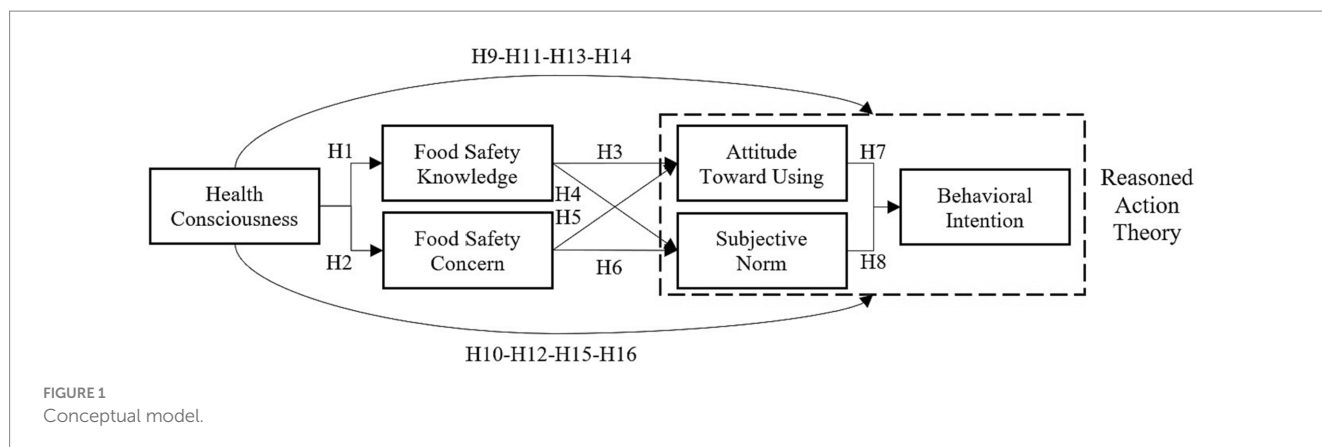 H9-H11-H13-H14
H1
Food Safety
Knowledge
H3
Attitude
Toward Using
H7
Health
Consciousness
H4
H5
Behavioral
Intention
Reasoned
Action
Theory
H2
Food Safety
Concern
H6
Subjective
Norm
H8
H10-H12-H15-H16
FIGURE 1
Conceptual model.